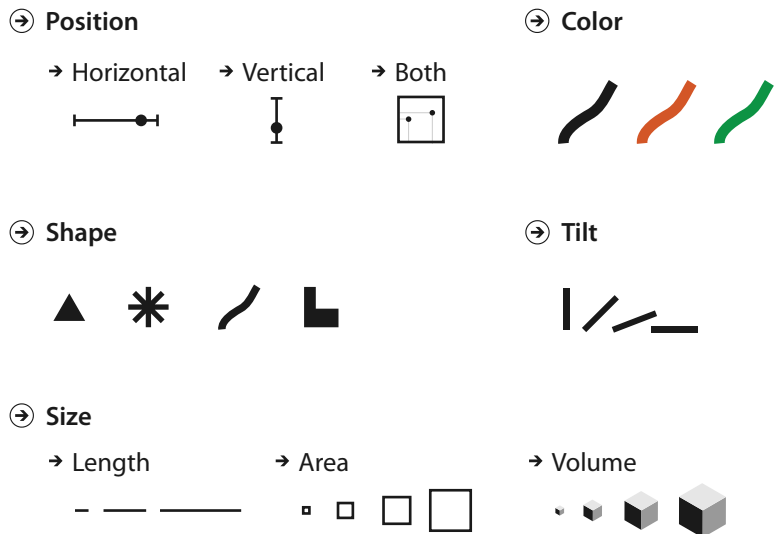 Position
Color
Horizontal
Vertical
Both
Shape
Tilt
Size
Length
Area
Volume